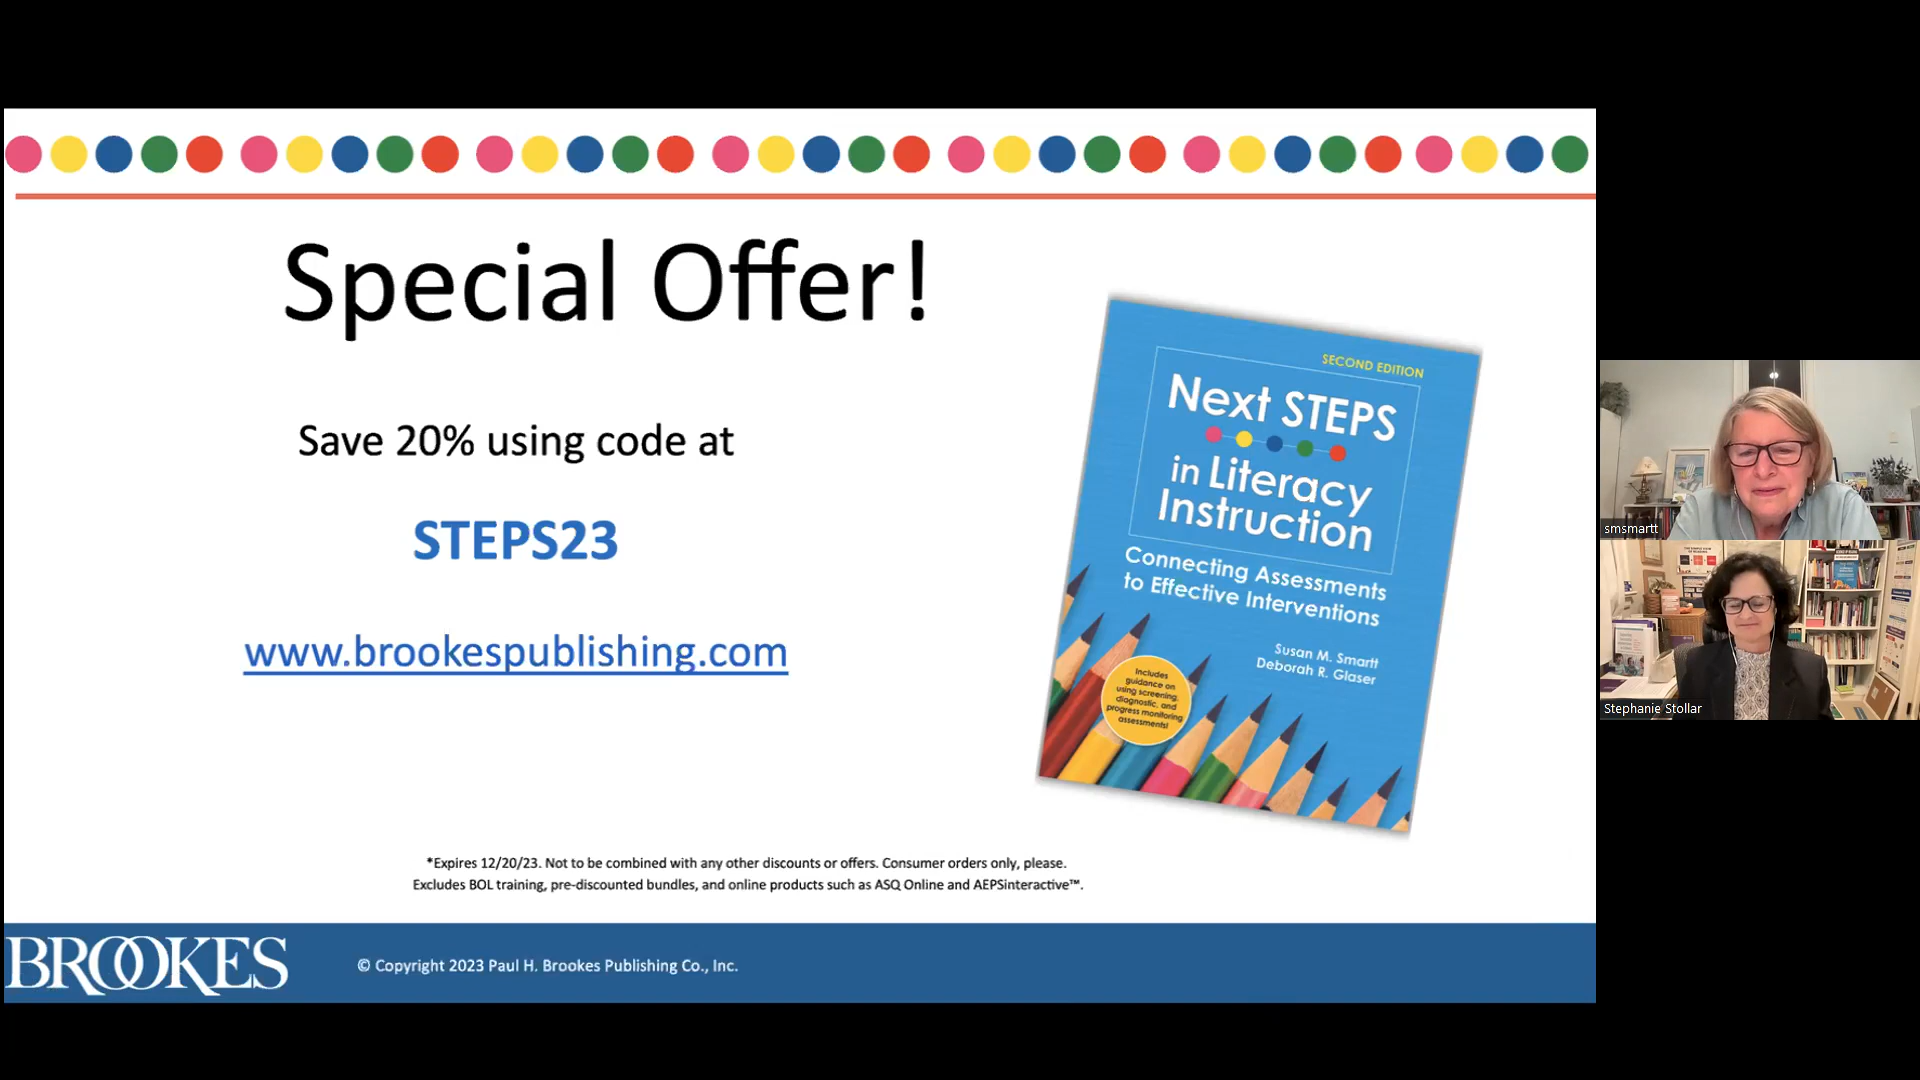 Special Offer!
Save 20% using code at
STEPS23
www.brookespublishing.com
SECOND EDITION
Next STEPS
in Literacy
Instruction
Connecting Assessments
to Effective Interventions
Susan M. Smartt
Deborah R. Glaser
Includes
guidance on
using screening,
diagnostic, and
progress monitoring
assessments!
*Expires 12/20/23. Not to be combined with any other discounts or offers. Consumer orders only, please.
Excludes BOL training, pre-discounted bundles, and online products such as ASQ Online and AEPSinteractive™.
BROOKES
© Copyright 2023 Paul H. Brookes Publishing Co., Inc.
smsmartt
Stephanie Stollar